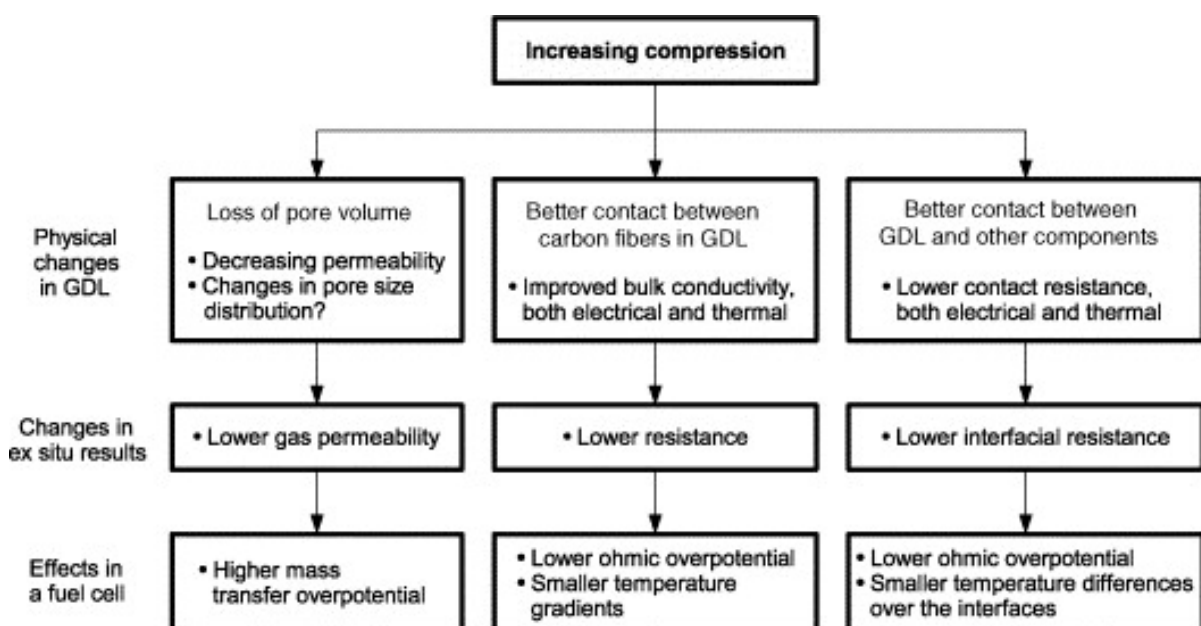 Increasing compression
Physical
changes
in GDL
Loss of pore volume
• Decreasing permeability
• Changes in pore size
distribution?
Better contact between
carbon fibers in GDL
• Improved bulk conductivity,
both electrical and thermal
Better contact between
GDL and other components
• Lower contact resistance,
both electrical and thermal
Changes in
ex situ results
• Lower gas permeability
• Lower resistance
• Lower interfacial resistance
Effects in
a fuel cell
• Higher mass
transfer overpotential
• Lower ohmic overpotential
• Smaller temperature
gradients
• Lower ohmic overpotential
• Smaller temperature differences
over the interfaces